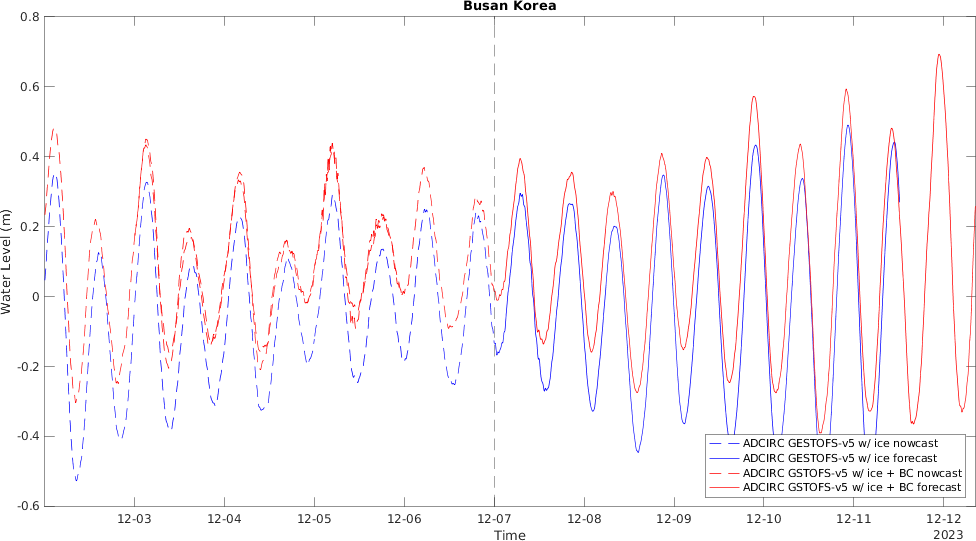 Busan Korea
Water Level (m)
0.8
0.6
0.4
0.2
0
-0.2
-0.4
-0.6
ADCIRC GESTOFS-v5 w/ ice nowcast
ADCIRC GESTOFS-v5 w/ ice forecast
ADCIRC GSTOFS-v5 w/ ice + BC nowcast
ADCIRC GSTOFS-v5 w/ ice + BC forecast
12-03 12-04 12-05 12-06 12-07 12-08 12-09 12-10 12-11 12-12
2023
Time